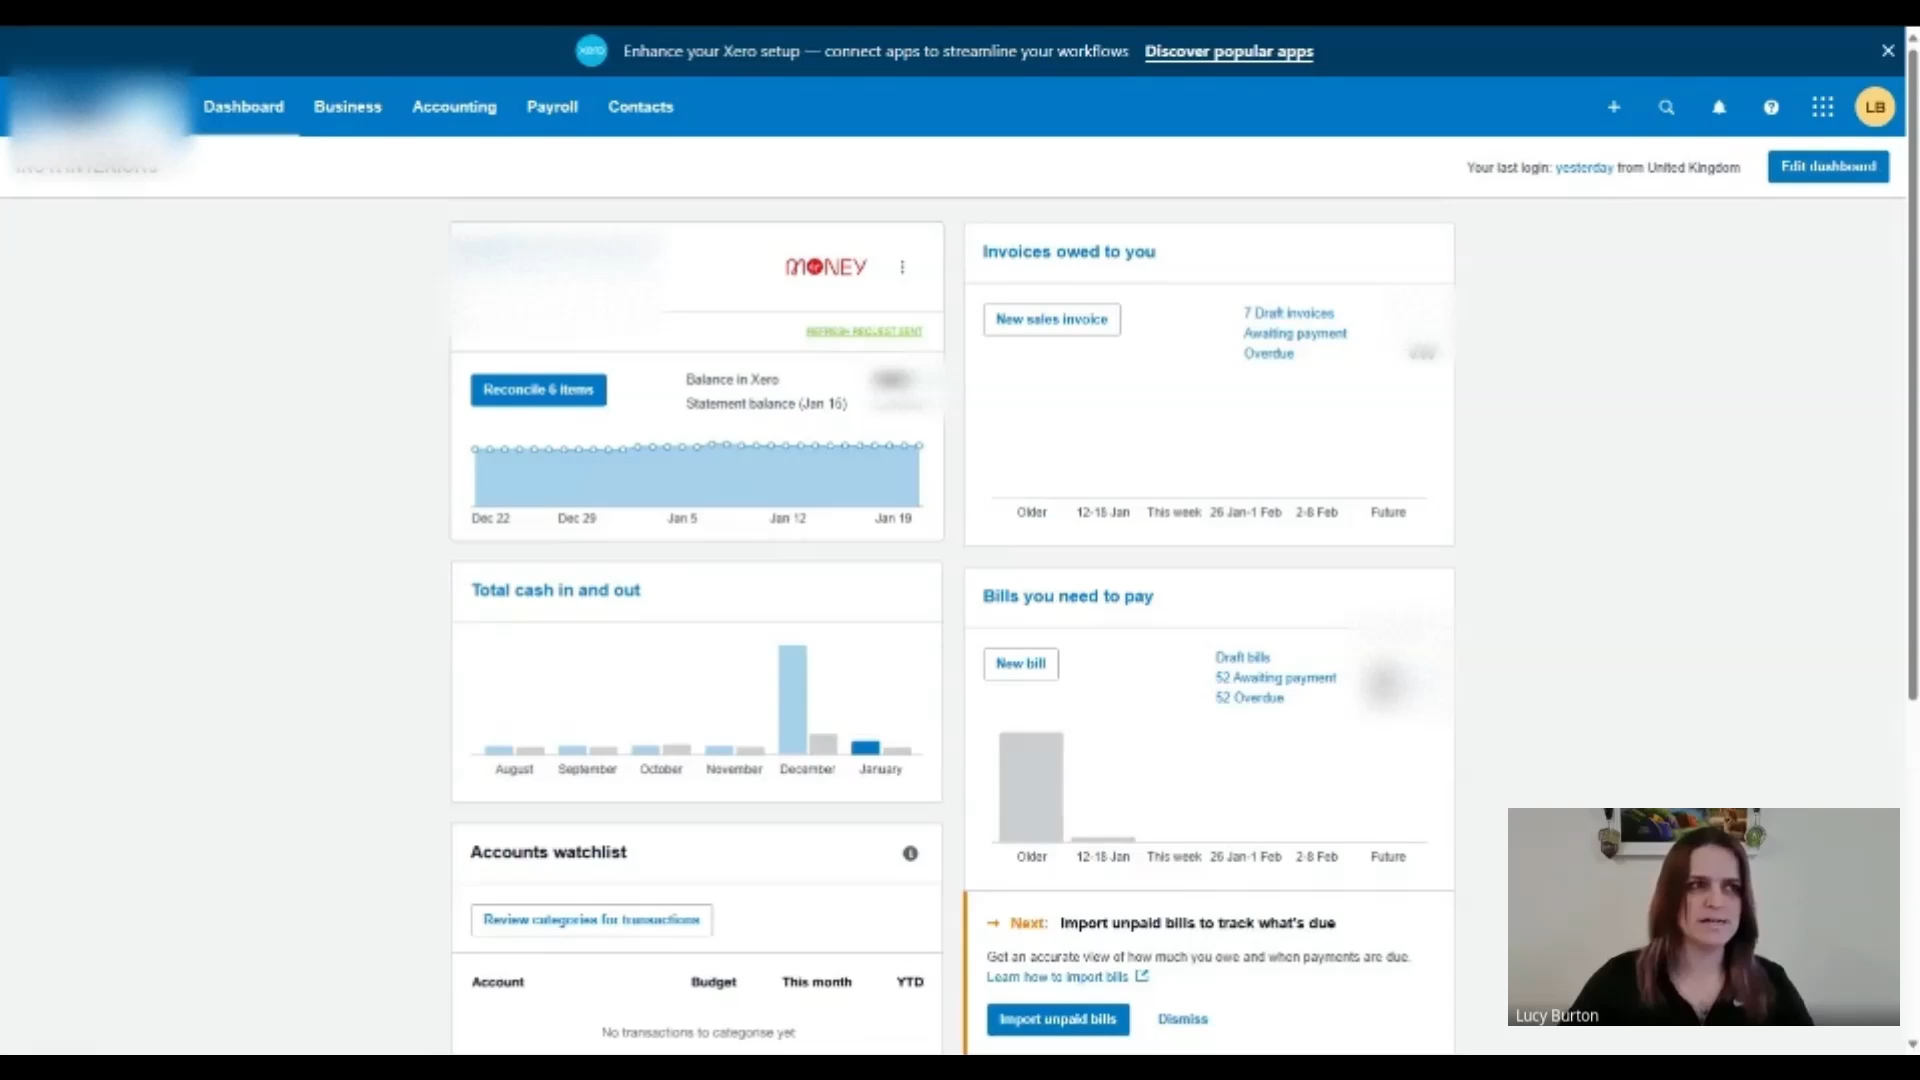 xero Enhance your Xero setup — connect apps to streamline your workflows Discover popular apps
Dashboard Business Accounting Payroll Contacts
LB
Your last login: yesterday from United Kingdom
Edit dashboard
MONEY
REFRESH REQUEST SENT
Reconcile 6 items
Balance in Xero
Statement balance (Jan 16)
Dec 22 Dec 29 Jan 5 Jan 12 Jan 19
Invoices owed to you
New sales invoice
7 Draft invoices
Awaiting payment
Overdue
Older 12-18 Jan This week 26 Jan-1 Feb 2-8 Feb Future
Total cash in and out
August September October November December January
Bills you need to pay
New bill
Draft bills
52 Awaiting payment
52 Overdue
Older 12-18 Jan This week 26 Jan-1 Feb 2-8 Feb Future
Accounts watchlist
Review categories for transactions
Account Budget This month YTD
No transactions to categorise yet
→ Next: Import unpaid bills to track what's due
Get an accurate view of how much you owe and when payments are due.
Learn how to import bills
Import unpaid bills Dismiss
Lucy Burton